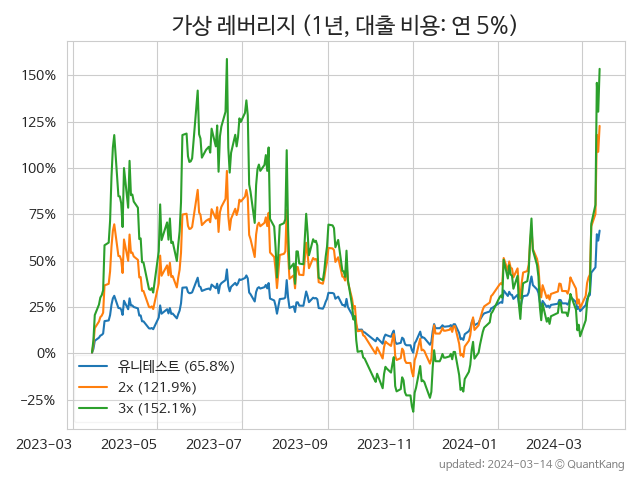 가상 레버리지 (1년, 대출 비용: 연 5%)
150%
125%
100%
75%
50%
25%
0%
−25%
유니테스트 (65.8%)
2x (121.9%)
3x (152.1%)
2023-03 2023-05 2023-07 2023-09 2023-11 2024-01 2024-03
updated: 2024-03-14 © QuantKang